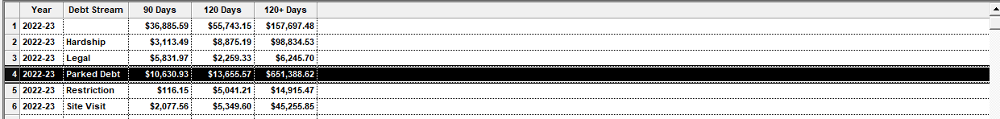 Year Debt Stream 90 Days 120 Days 120+ Days
1 2022-23 $36,885.59 $55,743.15 $157,697.48
2 2022-23 Hardship $3,113.49 $8,875.19 $98,834.53
3 2022-23 Legal $5,831.97 $2,259.33 $6,245.70
4 2022-23 Parked Debt $10,630.93 $13,655.57 $651,388.62
5 2022-23 Restriction $116.15 $5,041.21 $14,915.47
6 2022-23 Site Visit $2,077.56 $5,349.60 $45,255.85